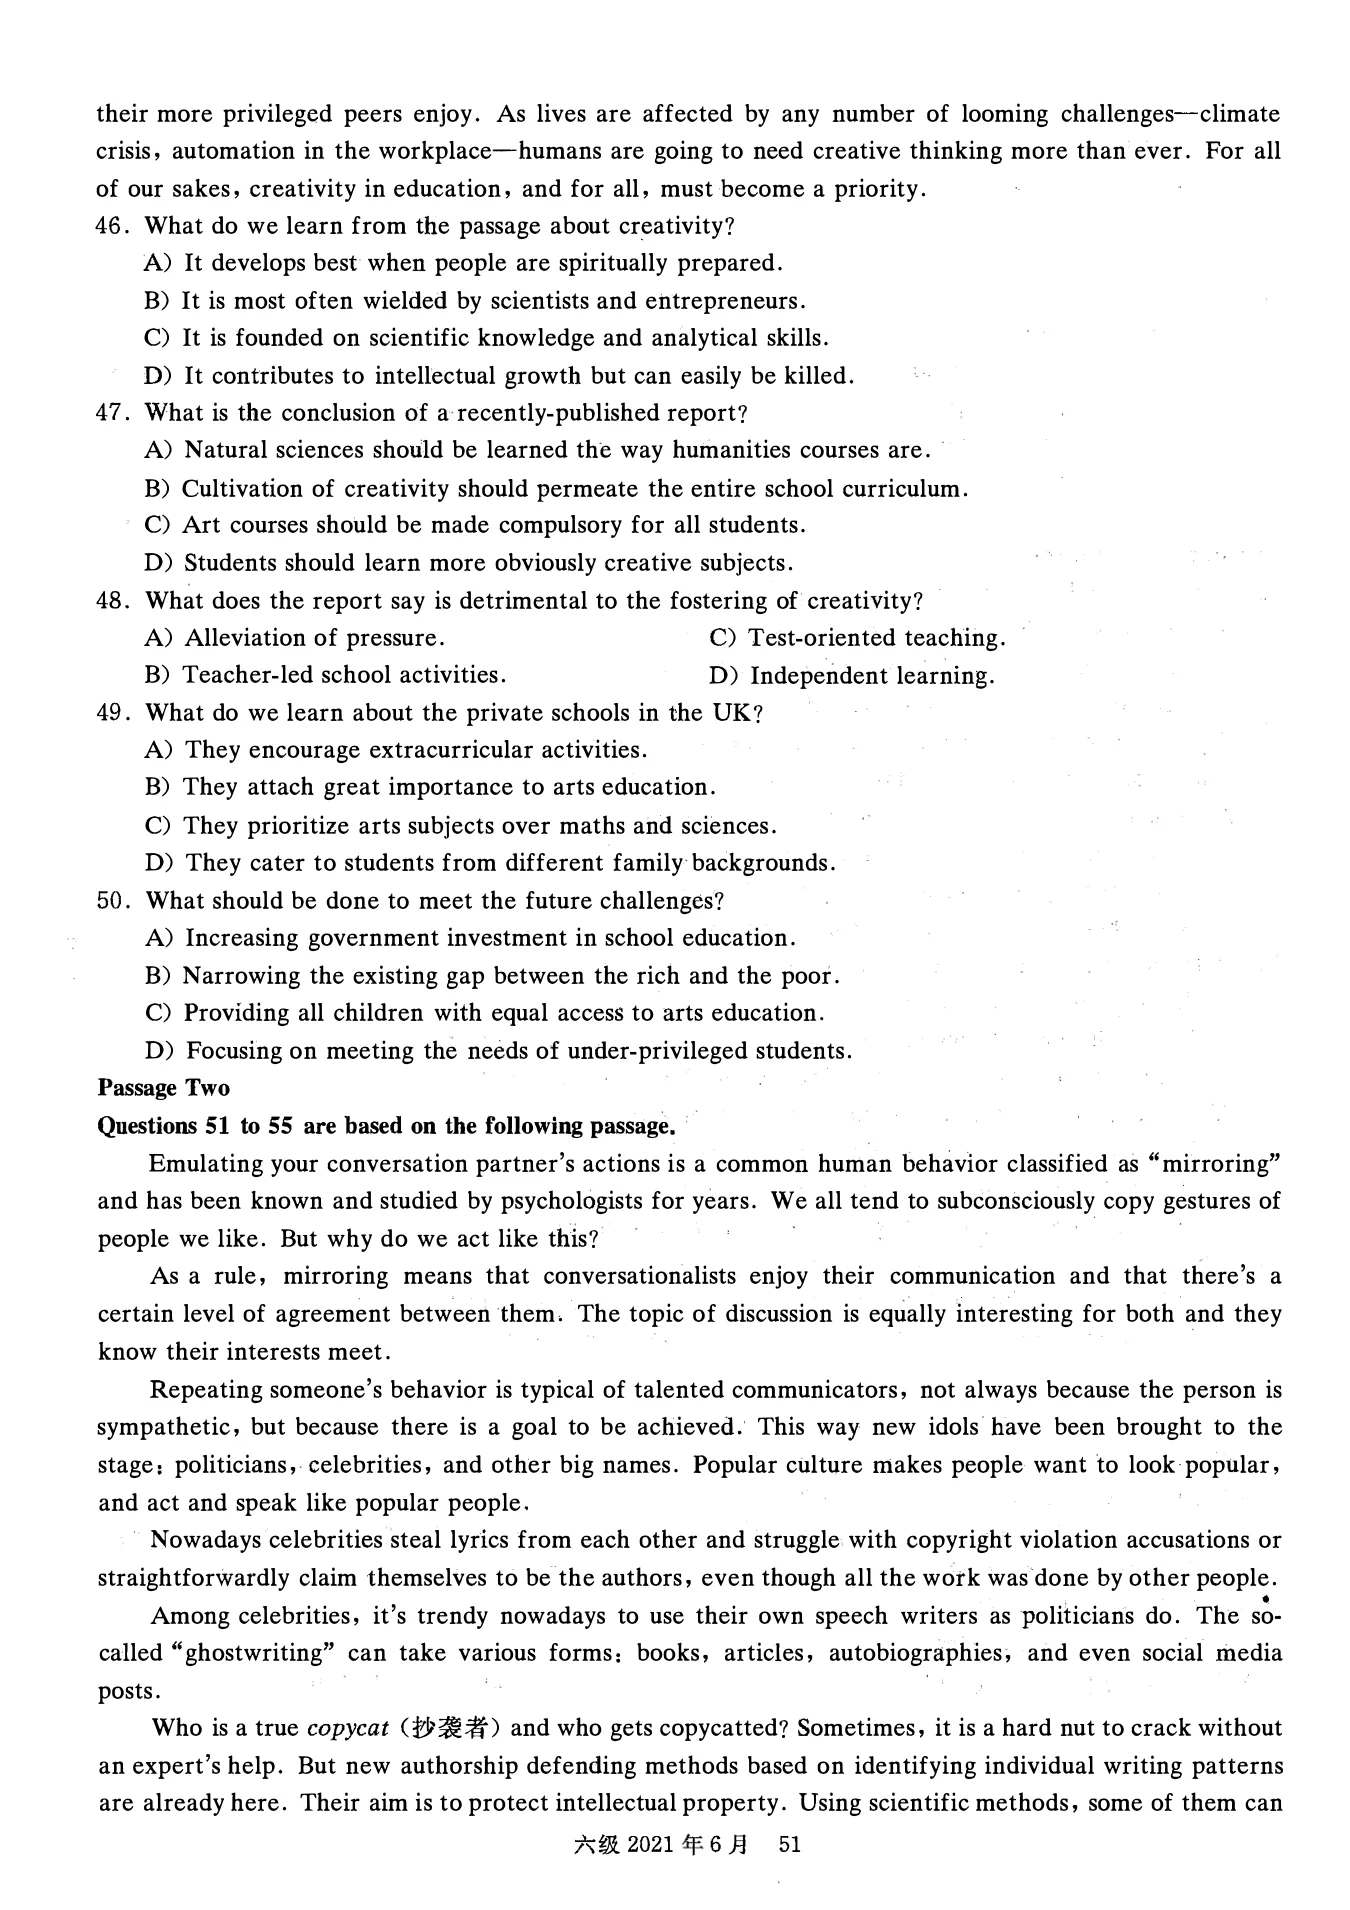 their more privileged peers enjoy. As lives are affected by any number of looming challenges—climate
crisis, automation in the workplace—humans are going to need creative thinking more than ever. For all
of our sakes, creativity in education, and for all, must become a priority.
46. What do we learn from the passage about creativity?
A) It develops best when people are spiritually prepared.
B) It is most often wielded by scientists and entrepreneurs.
C) It is founded on scientific knowledge and analytical skills.
D) It contributes to intellectual growth but can easily be killed.
47. What is the conclusion of a recently-published report?
A) Natural sciences should be learned the way humanities courses are.
B) Cultivation of creativity should permeate the entire school curriculum.
C) Art courses should be made compulsory for all students.
D) Students should learn more obviously creative subjects.
48. What does the report say is detrimental to the fostering of creativity?
A) Alleviation of pressure. C) Test-oriented teaching.
B) Teacher-led school activities. D) Independent learning.
49. What do we learn about the private schools in the UK?
A) They encourage extracurricular activities.
B) They attach great importance to arts education.
C) They prioritize arts subjects over maths and sciences.
D) They cater to students from different family backgrounds.
50. What should be done to meet the future challenges?
A) Increasing government investment in school education.
B) Narrowing the existing gap between the rich and the poor.
C) Providing all children with equal access to arts education.
D) Focusing on meeting the needs of under-privileged students.
Passage Two
Questions 51 to 55 are based on the following passage.
Emulating your conversation partner's actions is a common human behavior classified as “mirroring”
and has been known and studied by psychologists for years. We all tend to subconsciously copy gestures of
people we like. But why do we act like this?
As a rule, mirroring means that conversationalists enjoy their communication and that there's a
certain level of agreement between them. The topic of discussion is equally interesting for both and they
know their interests meet.
Repeating someone's behavior is typical of talented communicators, not always because the person is
sympathetic, but because there is a goal to be achieved. This way new idols have been brought to the
stage: politicians, celebrities, and other big names. Popular culture makes people want to look popular,
and act and speak like popular people.
Nowadays celebrities steal lyrics from each other and struggle with copyright violation accusations or
straightforwardly claim themselves to be the authors, even though all the work was done by other people.
Among celebrities, it's trendy nowadays to use their own speech writers as politicians do. The so-
called “ghostwriting” can take various forms: books, articles, autobiographies, and even social media
posts.
Who is a true copycat (抄袭者) and who gets copycatted? Sometimes, it is a hard nut to crack without
an expert's help. But new authorship defending methods based on identifying individual writing patterns
are already here. Their aim is to protect intellectual property. Using scientific methods, some of them can
六级 2021 年 6 月 51